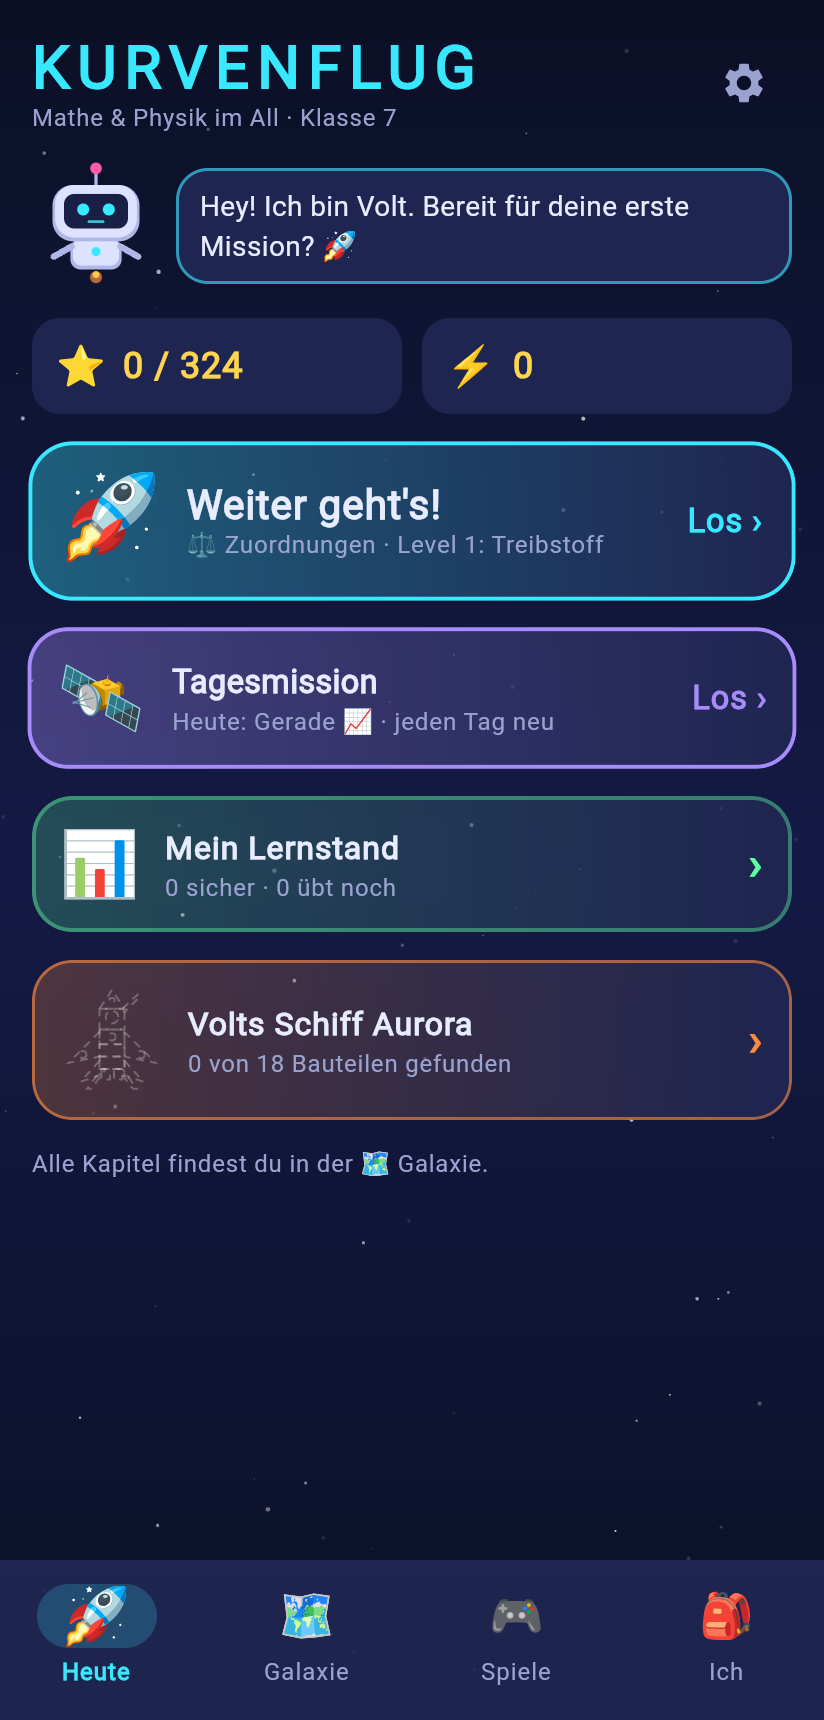 KURVENFLUG
Mathe & Physik im All · Klasse 7
Hey! Ich bin Volt. Bereit für deine erste
Mission? 🚀
⭐ 0 / 324
⚡ 0
Weiter geht's!
⚖️ Zuordnungen · Level 1: Treibstoff
Los ›
Tagesmission
Heute: Gerade 📈 · jeden Tag neu
Los ›
Mein Lernstand
0 sicher · 0 übt noch
›
Volts Schiff Aurora
0 von 18 Bauteilen gefunden
›
Alle Kapitel findest du in der 🗺️ Galaxie.
Heute
Galaxie
Spiele
Ich